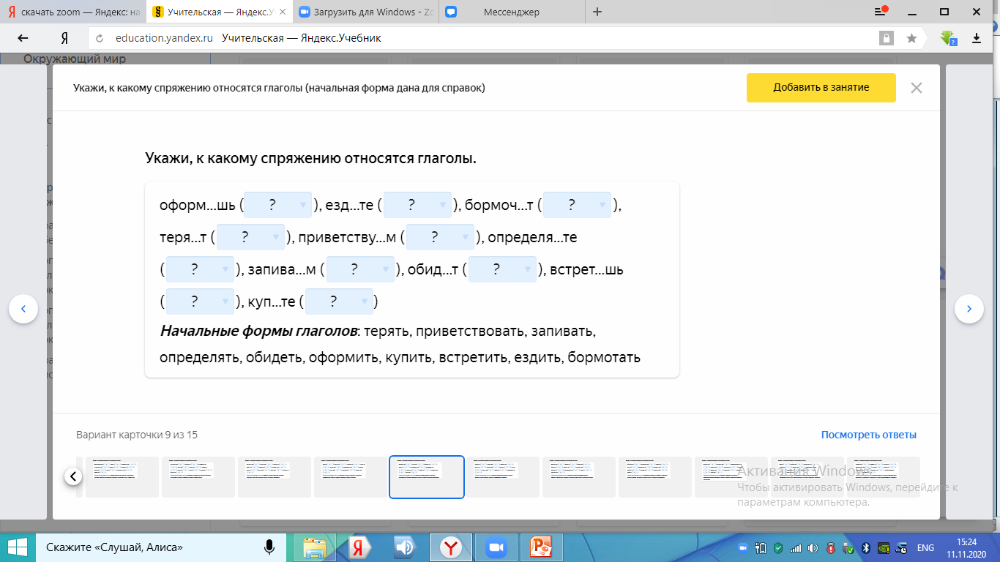 скачать zoom — Яндекс: на
Учительская — Яндекс.У
Загрузить для Windows - Zo
Мессенджер
education.yandex.ru Учительская — Яндекс.Учебник
Окружающий мир
Укажи, к какому спряжению относятся глаголы (начальная форма дана для справок)
Добавить в занятие
Укажи, к какому спряжению относятся глаголы.
оформ...шь ( ? ), езд...те ( ? ), бормоч...т ( ? ),
теря...т ( ? ), приветству...м ( ? ), определя...те
( ? ), запива...м ( ? ), обид...т ( ? ), встрет...шь
( ? ), куп...те ( ? )
Начальные формы глаголов: терять, приветствовать, запивать,
определять, обидеть, оформить, купить, встретить, ездить, бормотать
Вариант карточки 9 из 15
Посмотреть ответы
Активация Windows
Чтобы активировать Windows, перейдите к
параметрам компьютера.
Скажите «Слушай, Алиса»
ENG
15:24
11.11.2020